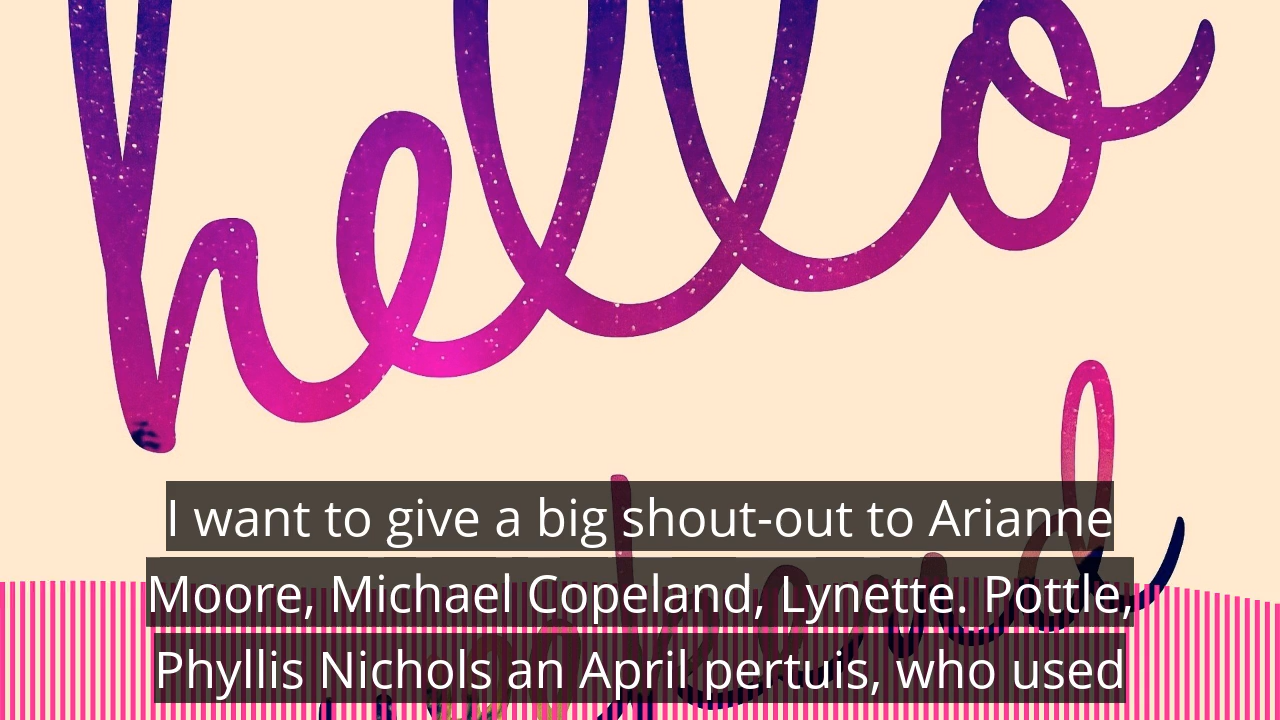 hello
I want to give a big shout-out to Arianne
Moore, Michael Copeland, Lynette. Pottle,
Phyllis Nichols an April pertuis, who used